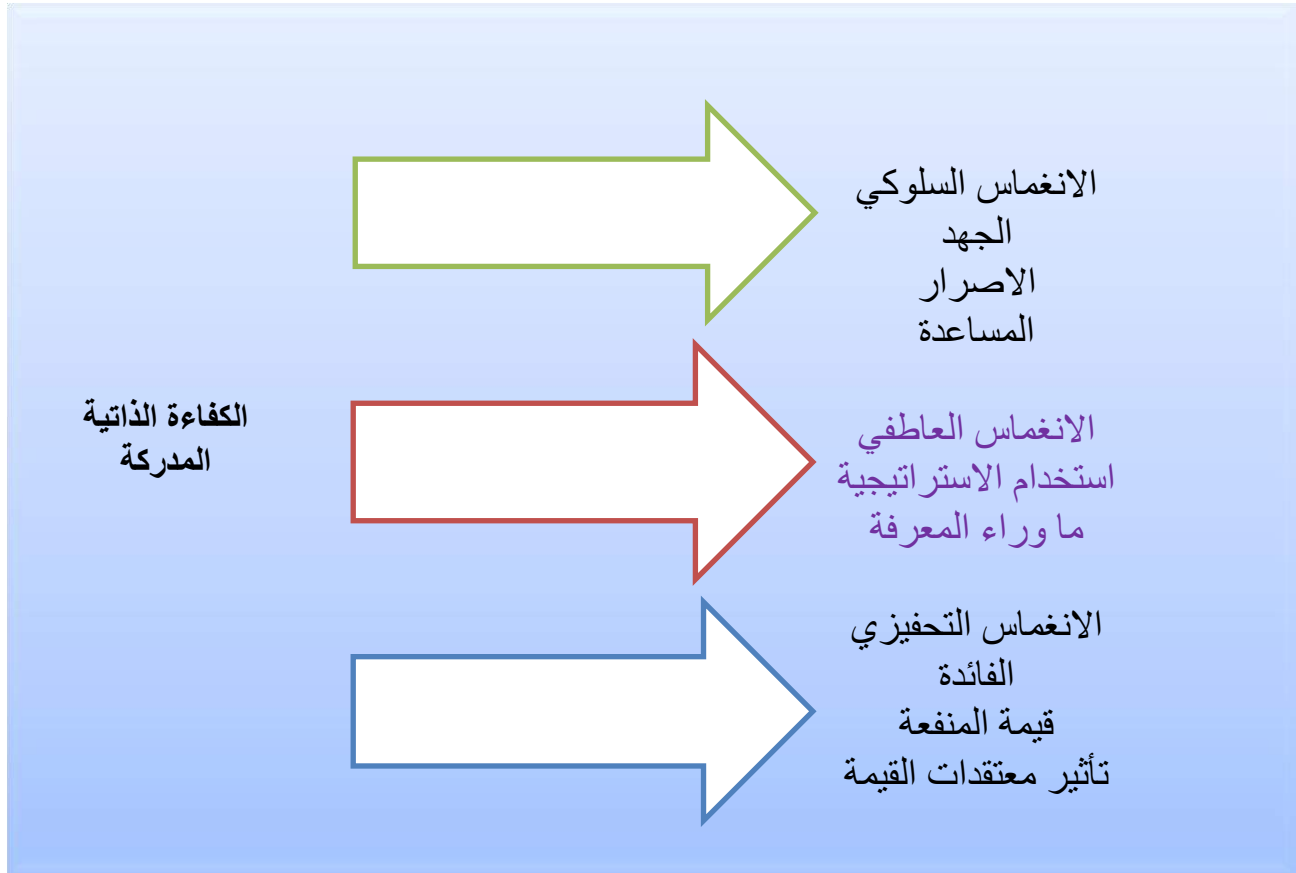 الانغماس السلوكي
الجهد
الاصرار
المساعدة
الكفاءة الذاتية
المدركة
الانغماس العاطفي
استخدام الاستراتيجية
ما وراء المعرفة
الانغماس التحفيزي
الفائدة
قيمة المنفعة
تأثير معتقدات القيمة